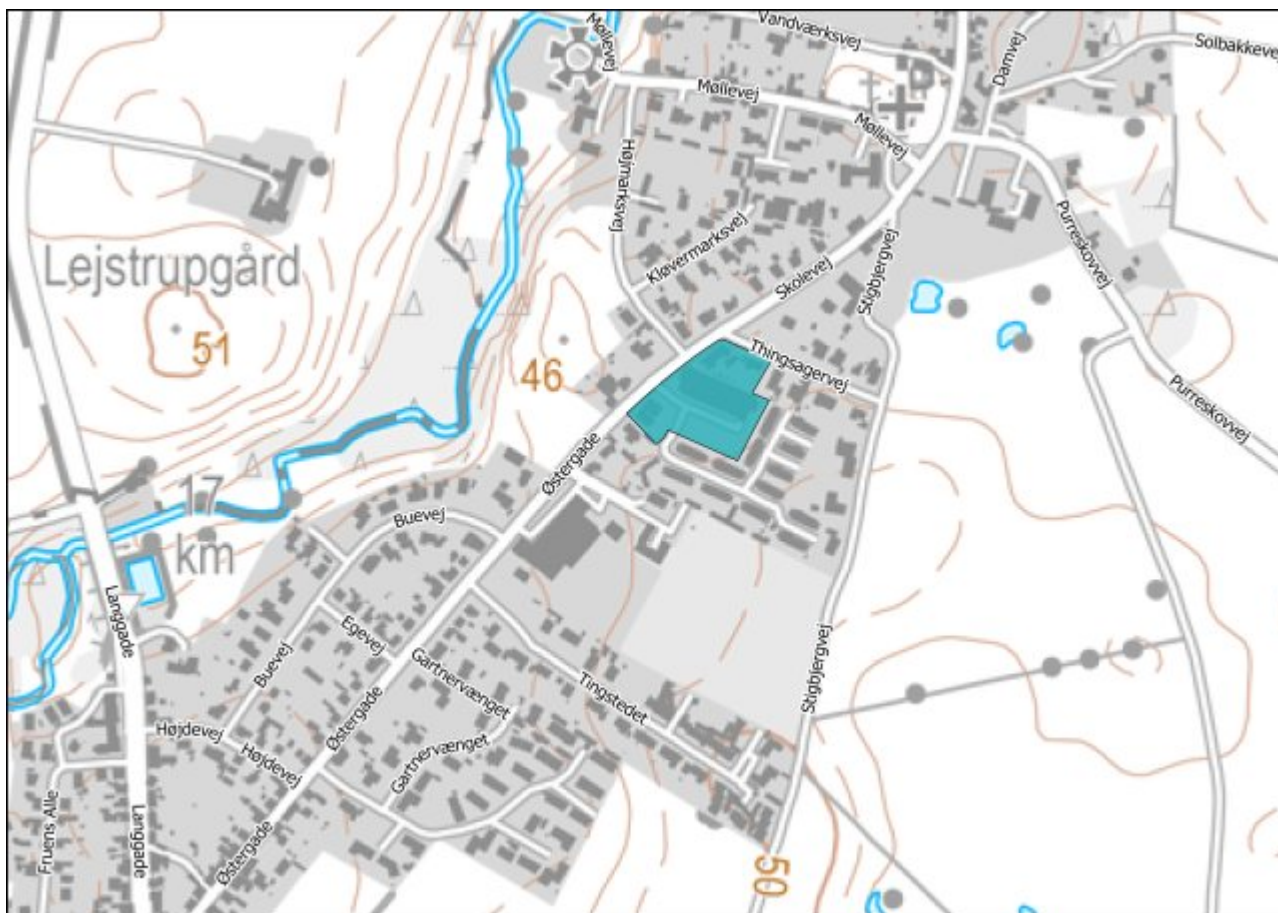 Vandværksvej
Møllevej
Damvej
Solbakkevej
Møllevej
Møllevej
Højmarksvej
Kløvermarksvej
Skolevej
Stigbjergvej
Purreskovvej
Lejstrupgård
51
46
Thingsagervej
Purreskovvej
Østergade
17
km
Buevej
Langgade
Egevej
Buevej
Gartnervænget
Tingstedet
Stigbjergvej
Østergade
Højdevej
Højdevej
Gartnervænget
Langgade
Fruens Alle
Østergade
50